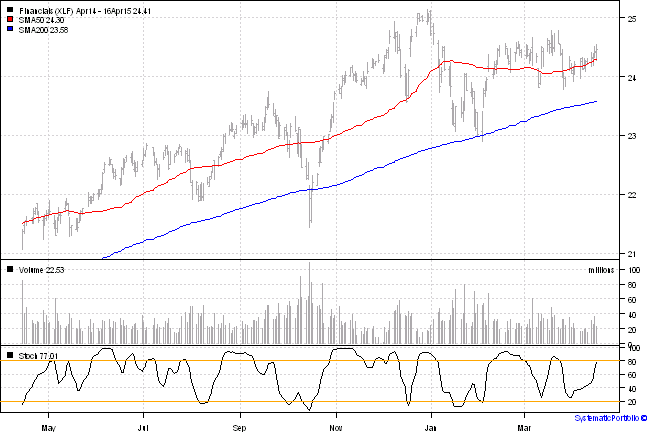 Financials (XLF) Apr14 - 16Apr15 24.41
SMA50 24.30
SMA200 23.58
25
24
23
22
21
Volume 22.53
millions
100
80
60
40
20
0
Stoch 77.01
100
80
60
40
20
May
Jul
Sep
Nov
Jan
Mar
SystematicPortfolio ©